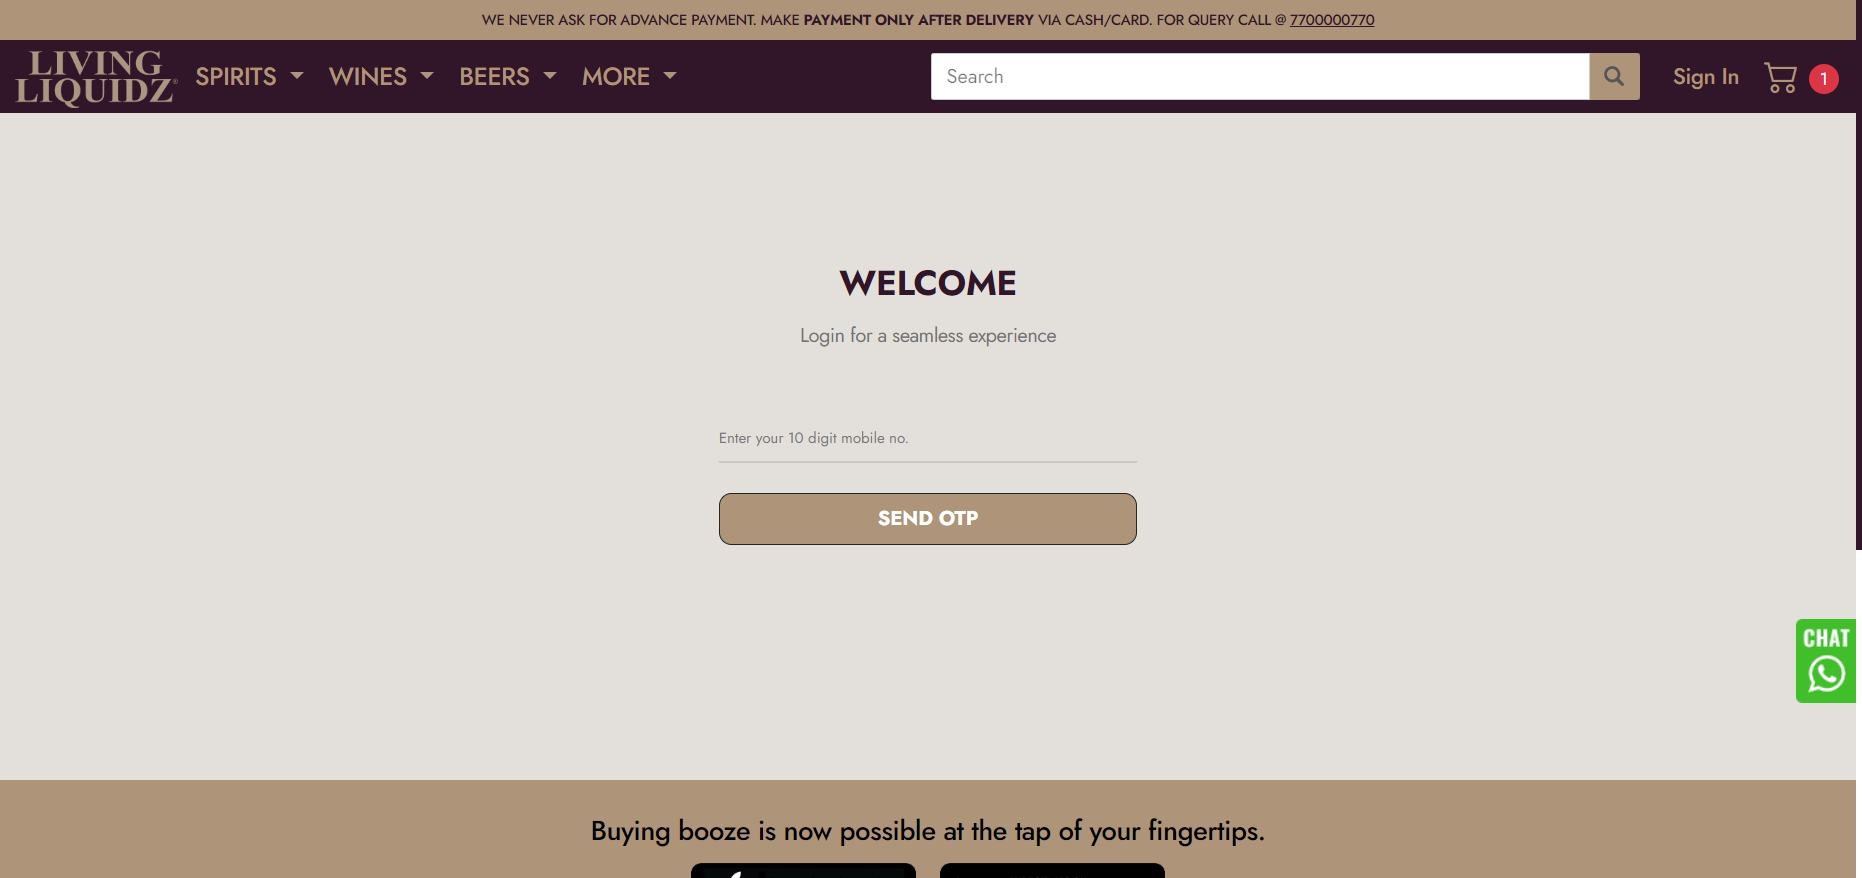 WE NEVER ASK FOR ADVANCE PAYMENT. MAKE PAYMENT ONLY AFTER DELIVERY VIA CASH/CARD. FOR QUERY CALL @ 7700000770
LIVING
LIQUIDZ®
SPIRITS WINES BEERS MORE Search Sign In 1
WELCOME
Login for a seamless experience
Enter your 10 digit mobile no.
SEND OTP
CHAT
Buying booze is now possible at the tap of your fingertips.